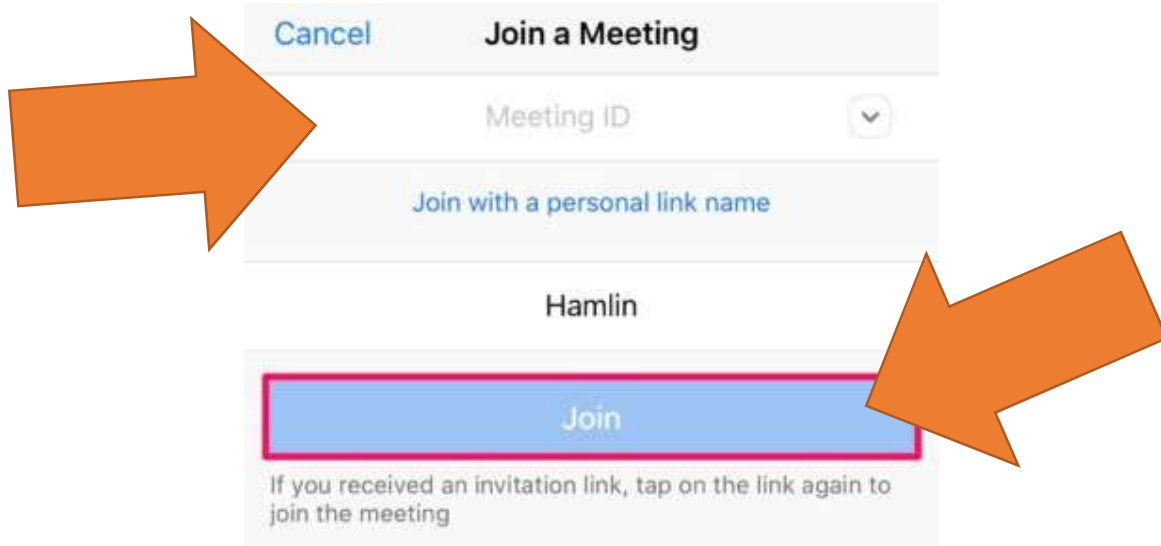 Cancel Join a Meeting
Meeting ID
Join with a personal link name
Hamlin
Join
If you received an invitation link, tap on the link again to
join the meeting